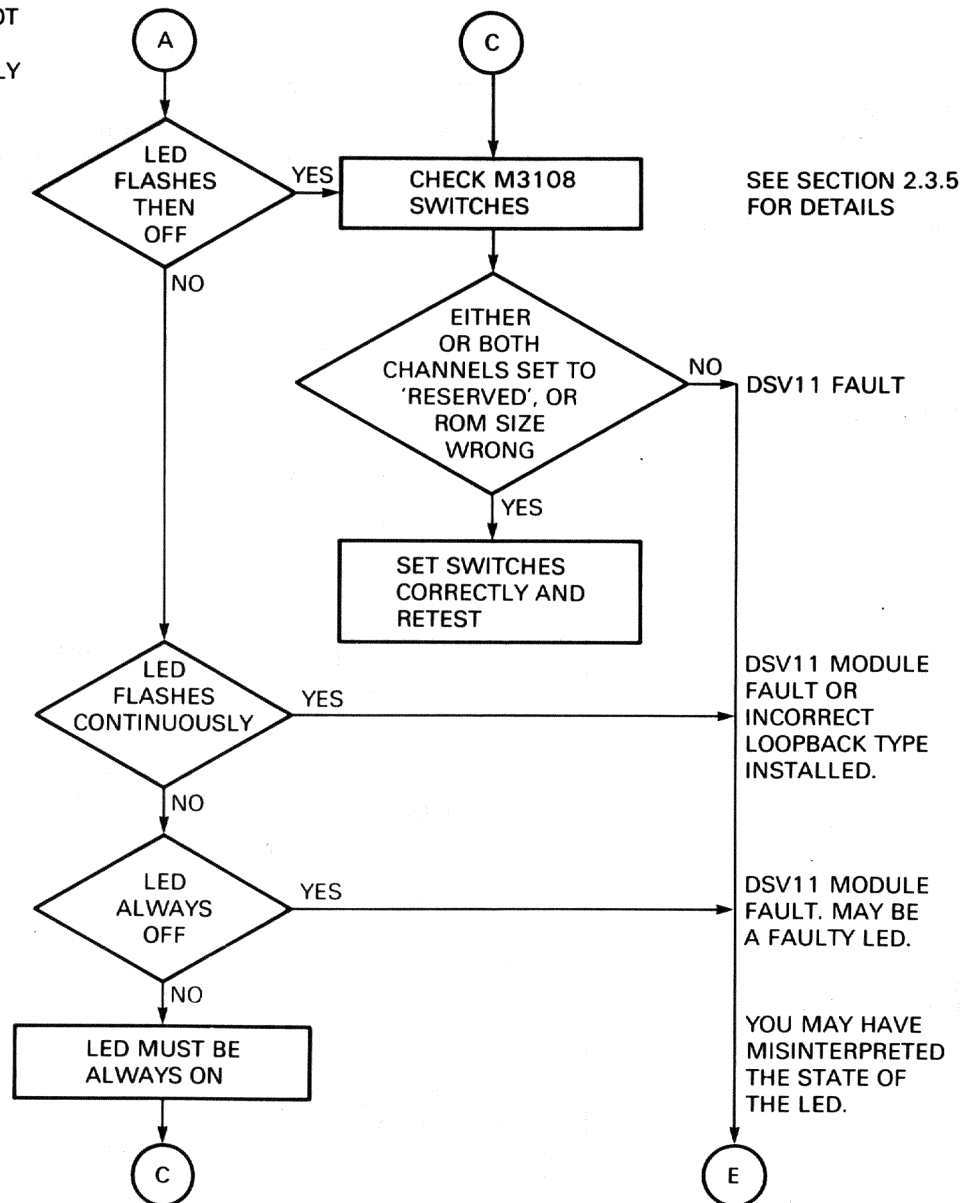 OT
LY
A
C
LED
FLASHES
THEN
OFF
YES
NO
CHECK M3108
SWITCHES
SEE SECTION 2.3.5
FOR DETAILS
EITHER
OR BOTH
CHANNELS SET TO
'RESERVED', OR
ROM SIZE
WRONG
NO
DSV11 FAULT
YES
SET SWITCHES
CORRECTLY AND
RETEST
LED
FLASHES
CONTINUOUSLY
YES
DSV11 MODULE
FAULT OR
INCORRECT
LOOPBACK TYPE
INSTALLED.
NO
LED
ALWAYS
OFF
YES
DSV11 MODULE
FAULT. MAY BE
A FAULTY LED.
NO
LED MUST BE
ALWAYS ON
YOU MAY HAVE
MISINTERPRETED
THE STATE OF
THE LED.
C
E